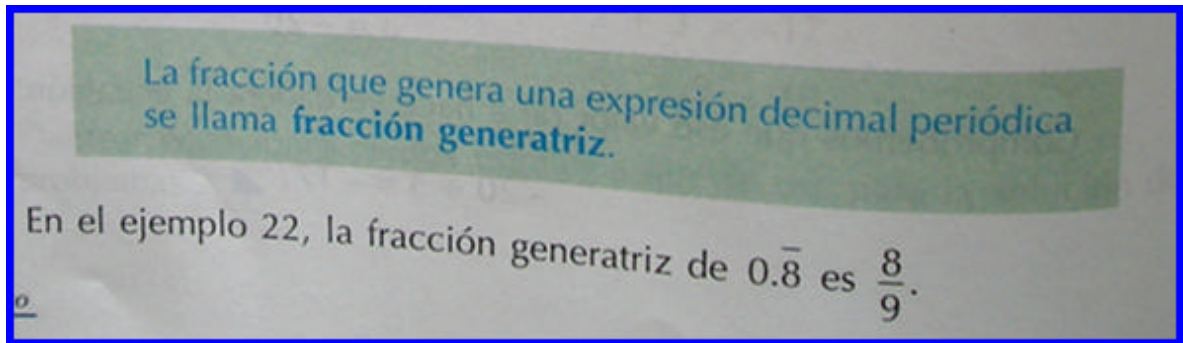 La fracción que genera una expresión decimal periódica
se llama fracción generatriz.
En el ejemplo 22, la fracción generatriz de 0.8̅ es 8/9.
o